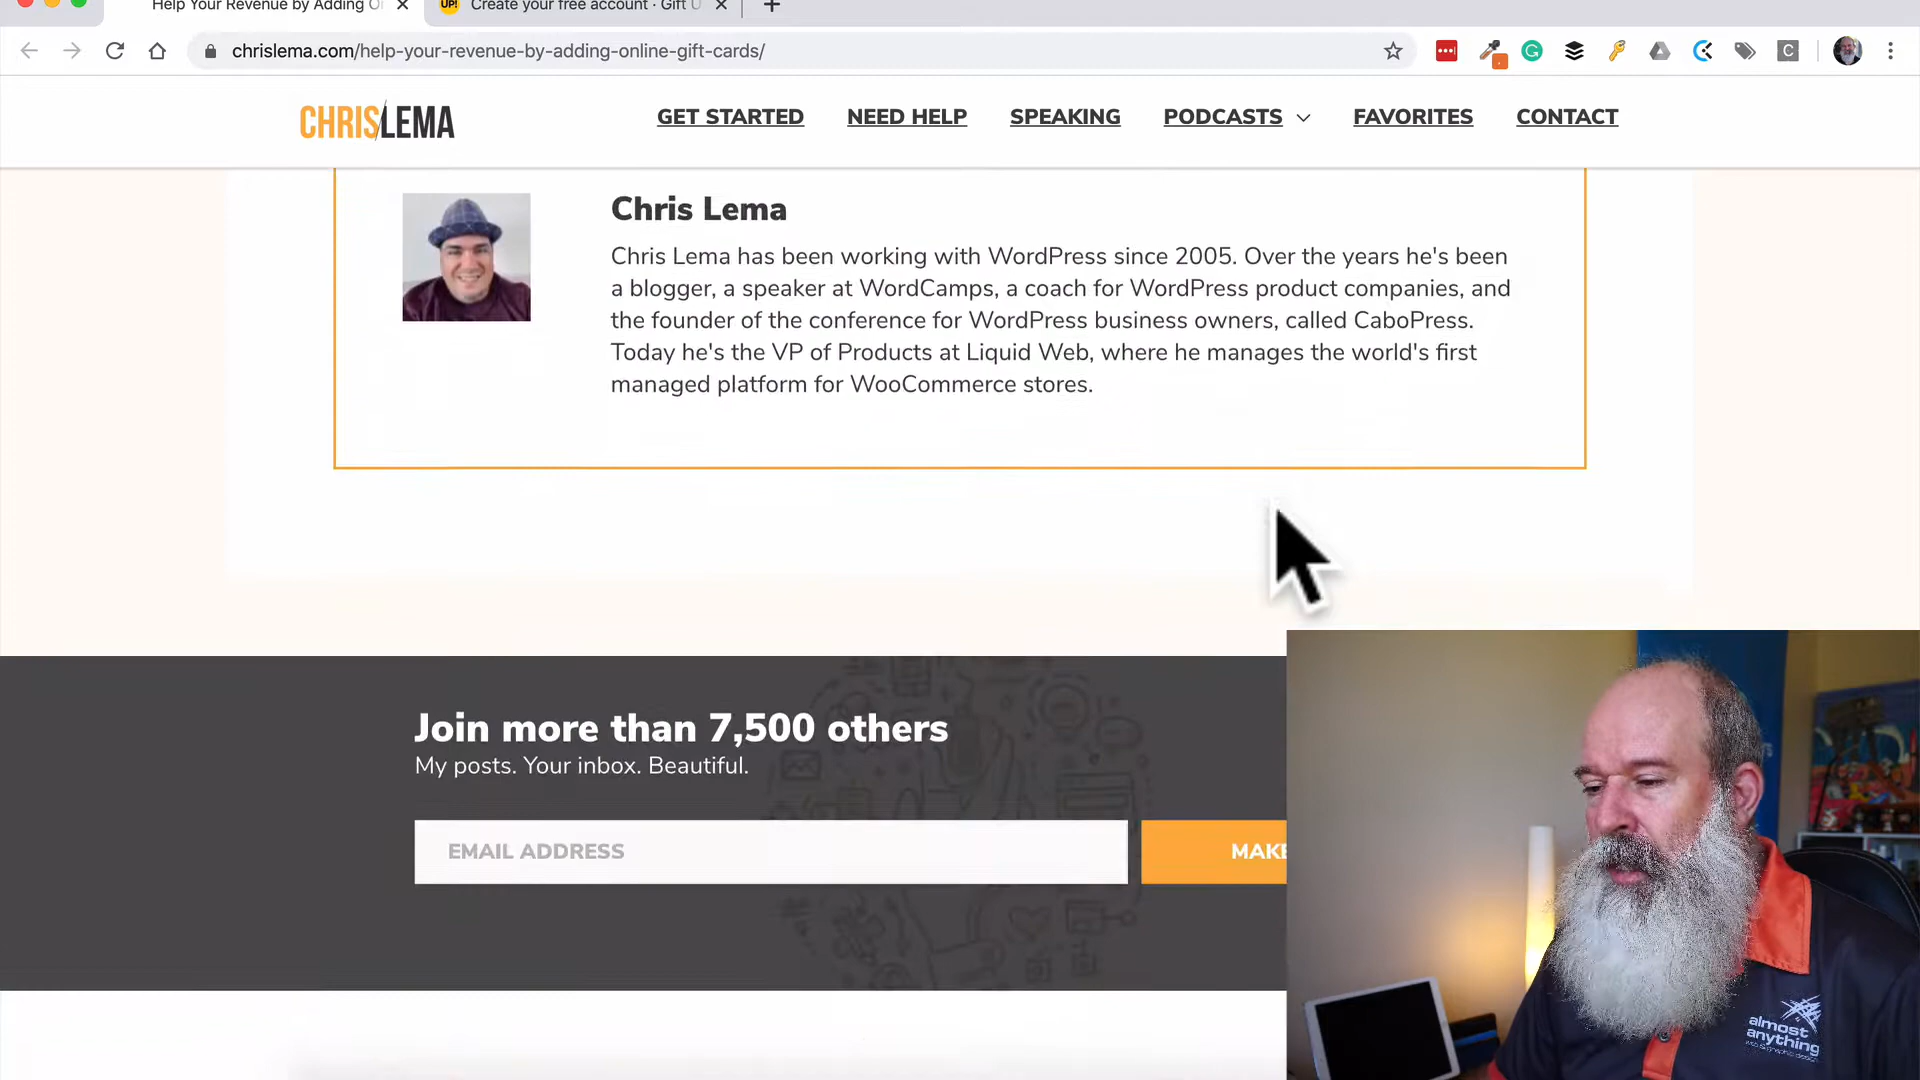 Help Your Revenue by Adding O
UP! Create your free account · Gift U
chrislema.com/help-your-revenue-by-adding-online-gift-cards/
C
CHRISLEMA
GET STARTED NEED HELP SPEAKING PODCASTS FAVORITES CONTACT
Chris Lema
Chris Lema has been working with WordPress since 2005. Over the years he's been
a blogger, a speaker at WordCamps, a coach for WordPress product companies, and
the founder of the conference for WordPress business owners, called CaboPress.
Today he's the VP of Products at Liquid Web, where he manages the world's first
managed platform for WooCommerce stores.
Join more than 7,500 others
My posts. Your inbox. Beautiful.
EMAIL ADDRESS
MAKE
almost
anything